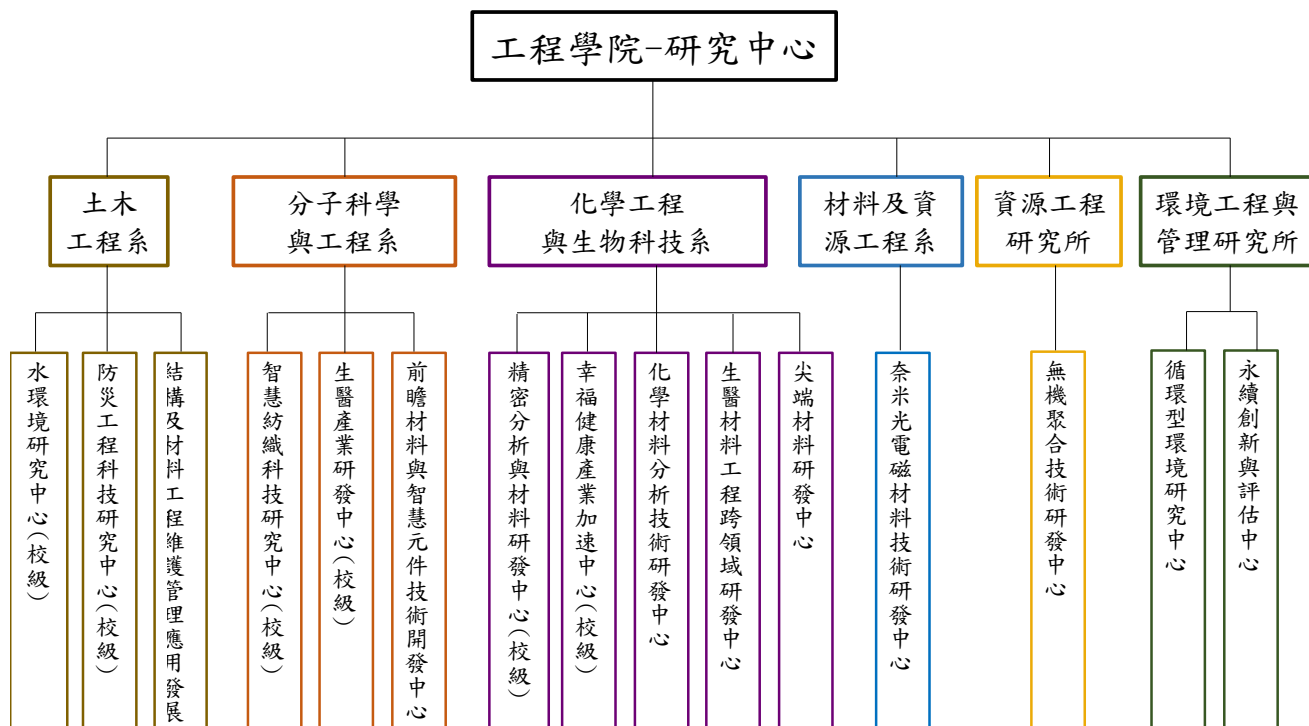 工程學院-研究中心
土木
工程系
分子科學
與工程系
化學工程
與生物科技系
材料及資
源工程系
資源工程
研究所
環境工程與
管理研究所
水環境研究中心(校級)
防災工程科技研究中心(校級)
結構及材料工程維護管理應用發展
智慧紡織科技研究中心(校級)
生醫產業研發中心(校級)
前瞻材料與智慧元件技術開發中心
精密分析與材料研發中心(校級)
幸福健康產業加速中心(校級)
化學材料分析技術研發中心
生醫材料工程跨領域研發中心
尖端材料研發中心
奈米光電磁材料技術研發中心
無機聚合技術研發中心
循環型環境研究中心
永續創新與評估中心